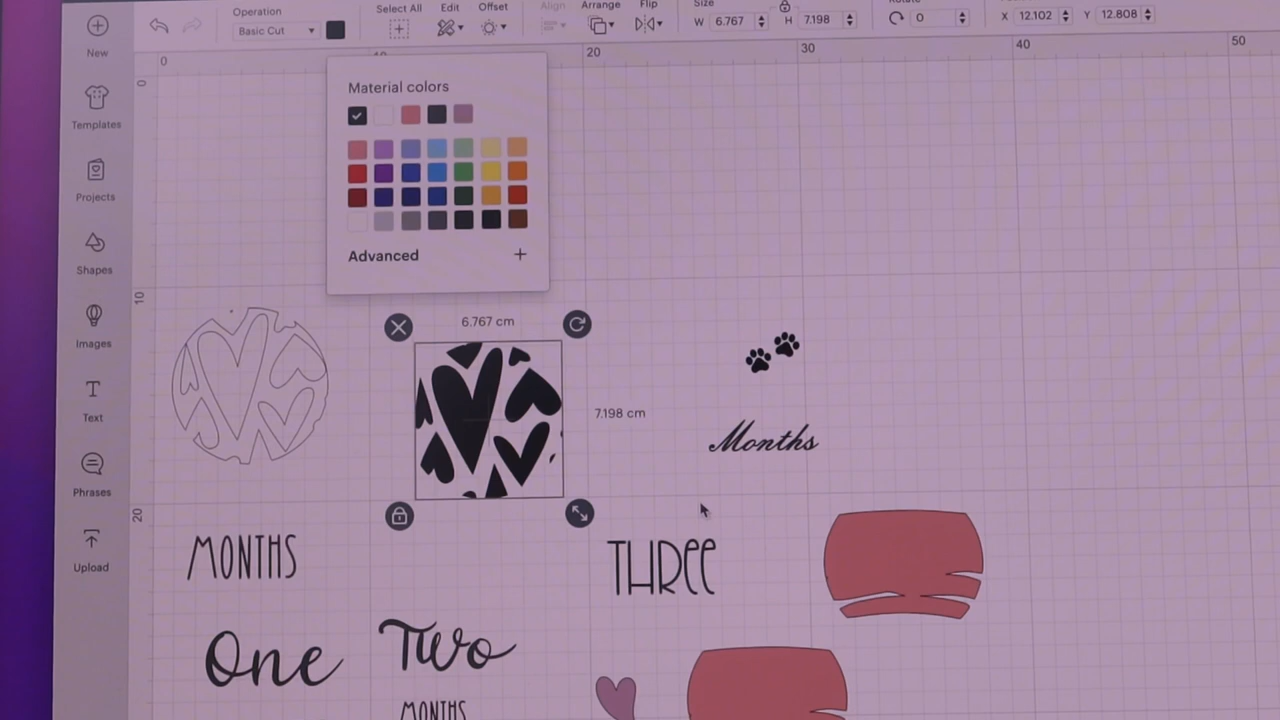 Operation
Select All
Edit
Offset
Align
Arrange
Flip
Size
Basic Cut
W 6.767
H 7.198
0
X 12.102
Y 12.808
New
0
20
30
40
50
0
Material colors
Templates
Projects
Advanced
Shapes
10
Images
6.767 cm
7.198 cm
Text
Months
Phrases
20
MONTHS
THREE
Upload
One
Two
MONTHS